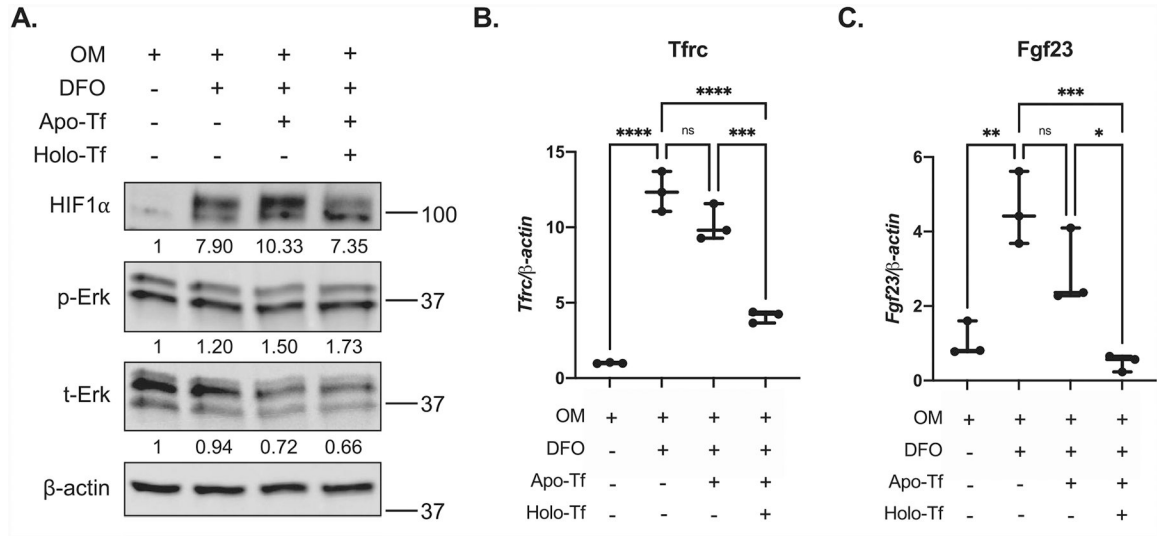 A.
OM + + + +
DFO - + + +
Apo-Tf - - + +
Holo-Tf - - - +
HIF1α 100
1 7.90 10.33 7.35
p-Erk 37
1 1.20 1.50 1.73
t-Erk 37
1 0.94 0.72 0.66
β-actin 37
B.
Tfrc
****
**** ns ***
15
10
5
0
Tfrc/β-actin
OM + + + +
DFO - + + +
Apo-Tf - - + +
Holo-Tf - - - +
C.
Fgf23
***
** ns *
6
4
2
0
Fgf23/β-actin
OM + + + +
DFO - + + +
Apo-Tf - - + +
Holo-Tf - - - +